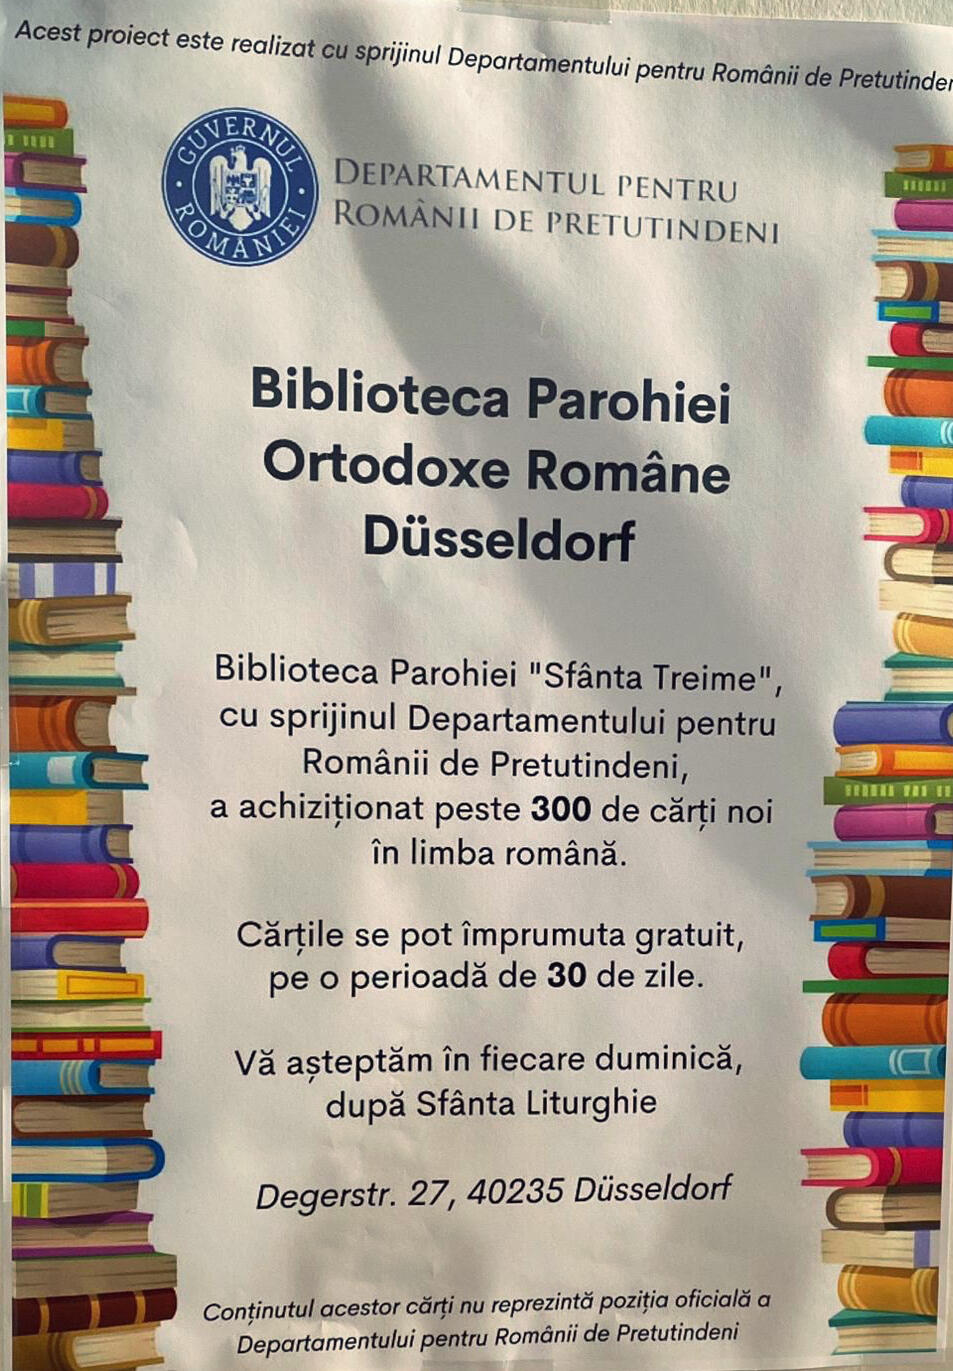 Acest proiect este realizat cu sprijinul Departamentului pentru Românii de Pretutinden
GUVERNUL ROMÂNIEI
DEPARTAMENTUL PENTRU
ROMÂNII DE PRETUTINDENI
Biblioteca Parohiei
Ortodoxe Române
Düsseldorf
Biblioteca Parohiei "Sfânta Treime",
cu sprijinul Departamentului pentru
Românii de Pretutindeni,
a achiziționat peste 300 de cărți noi
în limba română.
Cărțile se pot împrumuta gratuit,
pe o perioadă de 30 de zile.
Vă așteptăm în fiecare duminică,
după Sfânta Liturghie
Degerstr. 27, 40235 Düsseldorf
Conținutul acestor cărți nu reprezintă poziția oficială a
Departamentului pentru Românii de Pretutindeni